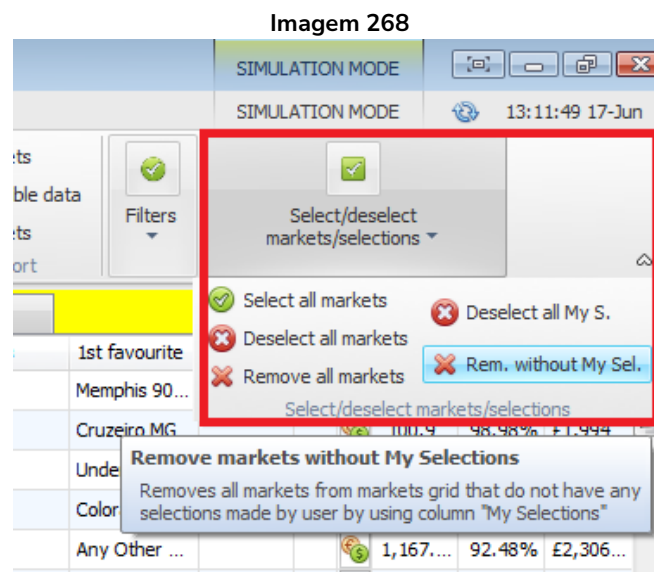 Imagem 268
SIMULATION MODE
SIMULATION MODE 13:11:49 17-Jun
ts
ble data
ts
ort
Filters
Select/deselect
markets/selections
Select all markets
Deselect all markets
Remove all markets
Deselect all My S.
Rem. without My Sel.
Select/deselect markets/selections
1st favourite
Memphis 90...
Cruzeiro MG 100.9 98.98% £1,994
Unde
Color
Remove markets without My Selections
Removes all markets from markets grid that do not have any
selections made by user by using column "My Selections"
Any Other ... 1,167.... 92.48% £2,306...